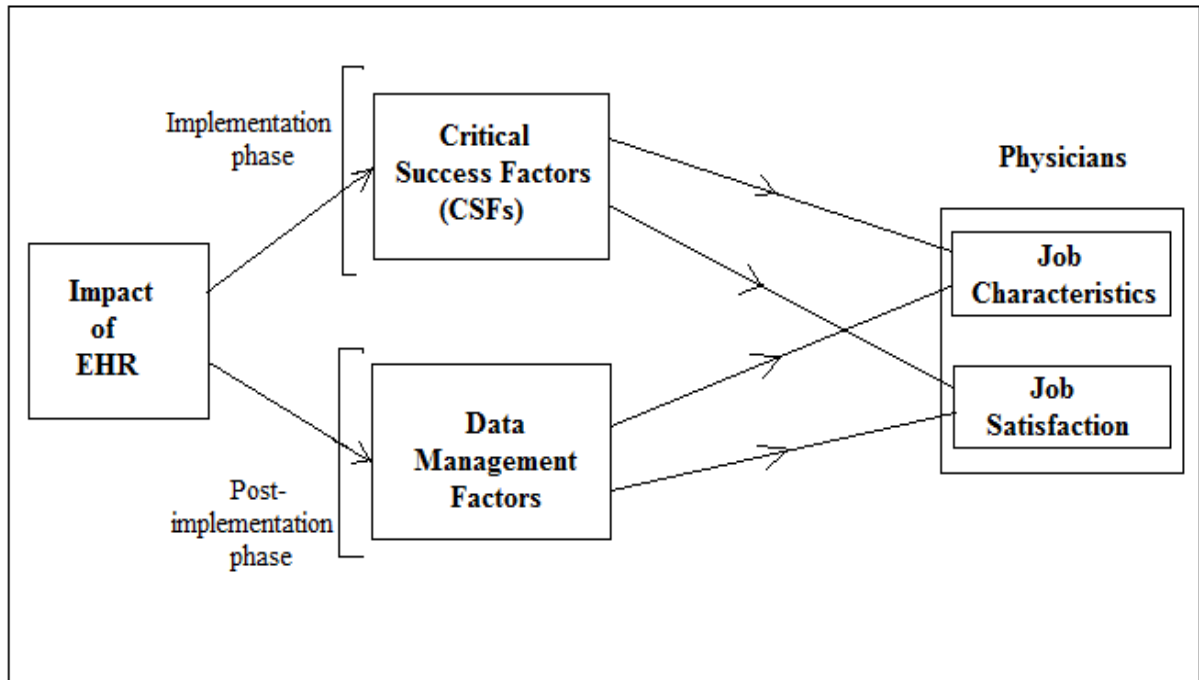 Implementation
phase
Critical
Success Factors
(CSFs)
Physicians
Impact
of
EHR
Job
Characteristics
Job
Satisfaction
Data
Management
Factors
Post-
implementation
phase